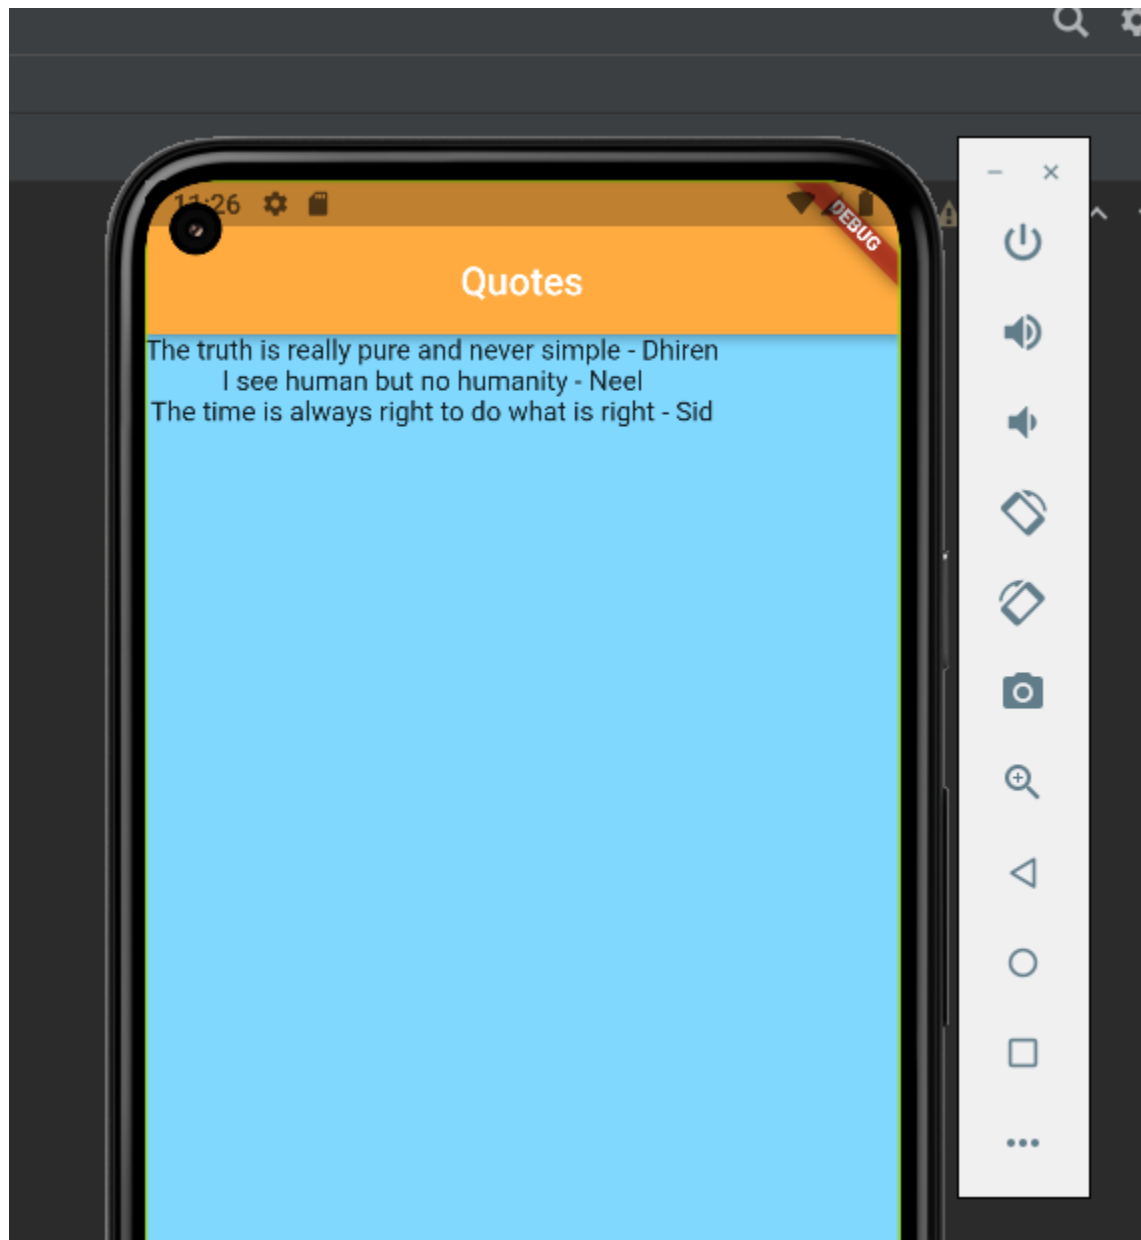 11:26
DEBUG
Quotes
The truth is really pure and never simple - Dhiren
I see human but no humanity - Neel
The time is always right to do what is right - Sid